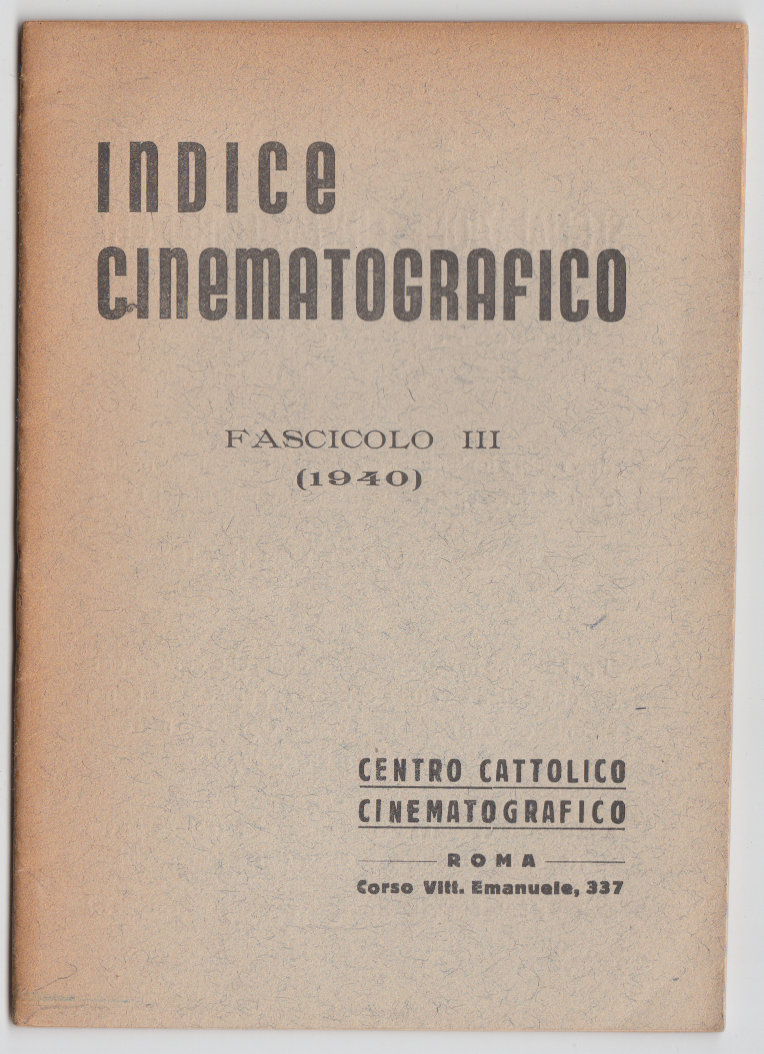 INDICE
CINEMATOGRAFICO
FASCICOLO III
(1940)
CENTRO CATTOLICO
CINEMATOGRAFICO
ROMA
Corso Vitt. Emanuele, 337